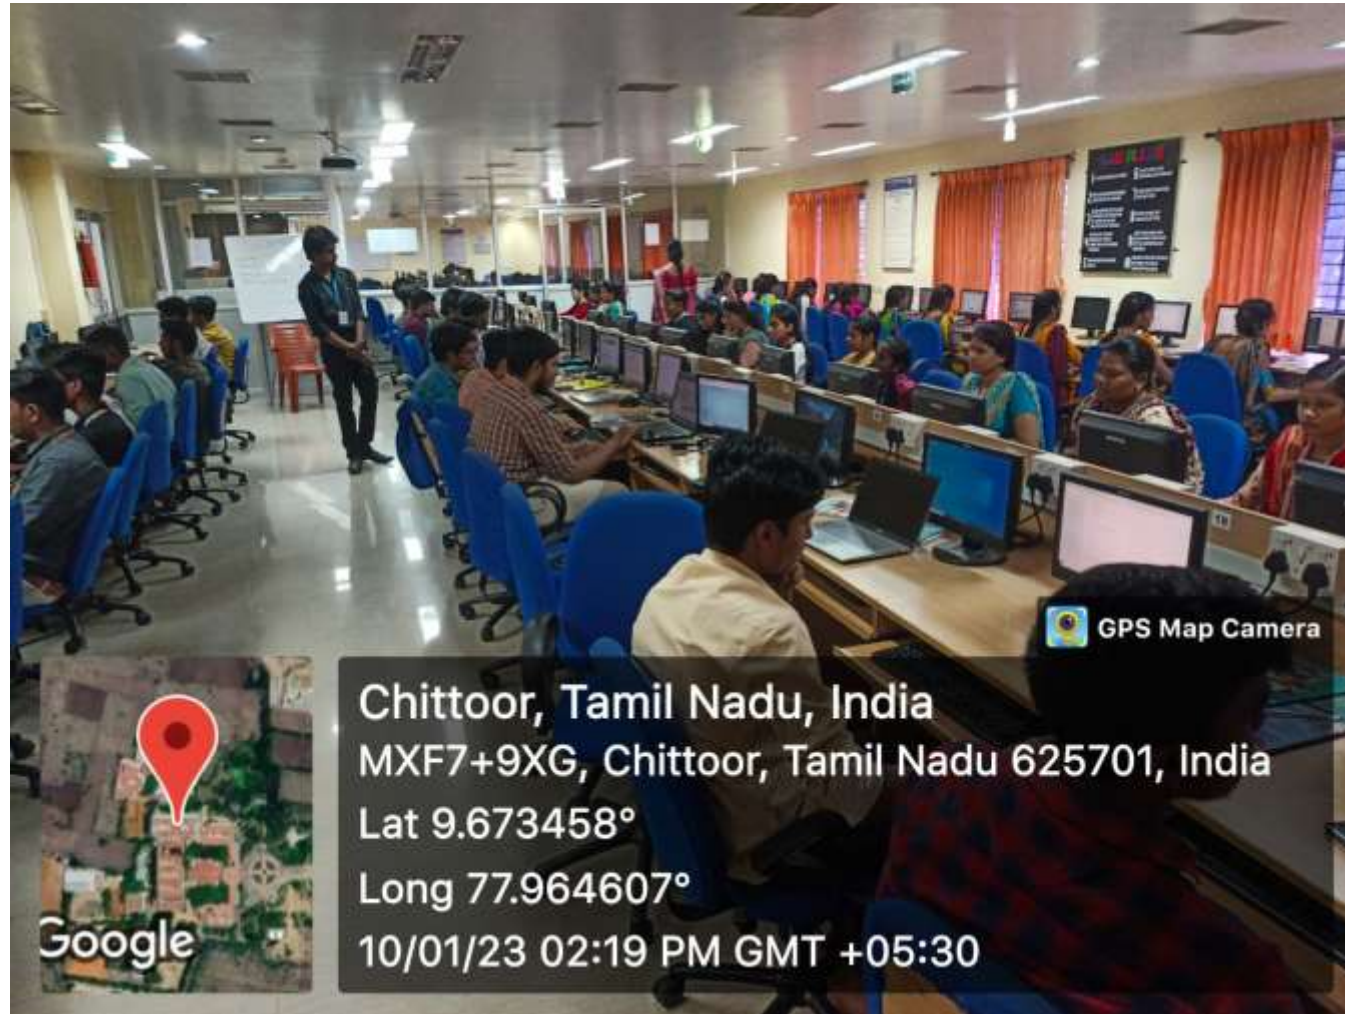 GPS Map Camera
Chittoor, Tamil Nadu, India
MXF7+9XG, Chittoor, Tamil Nadu 625701, India
Lat 9.673458°
Long 77.964607°
10/01/23 02:19 PM GMT +05:30
Google
18